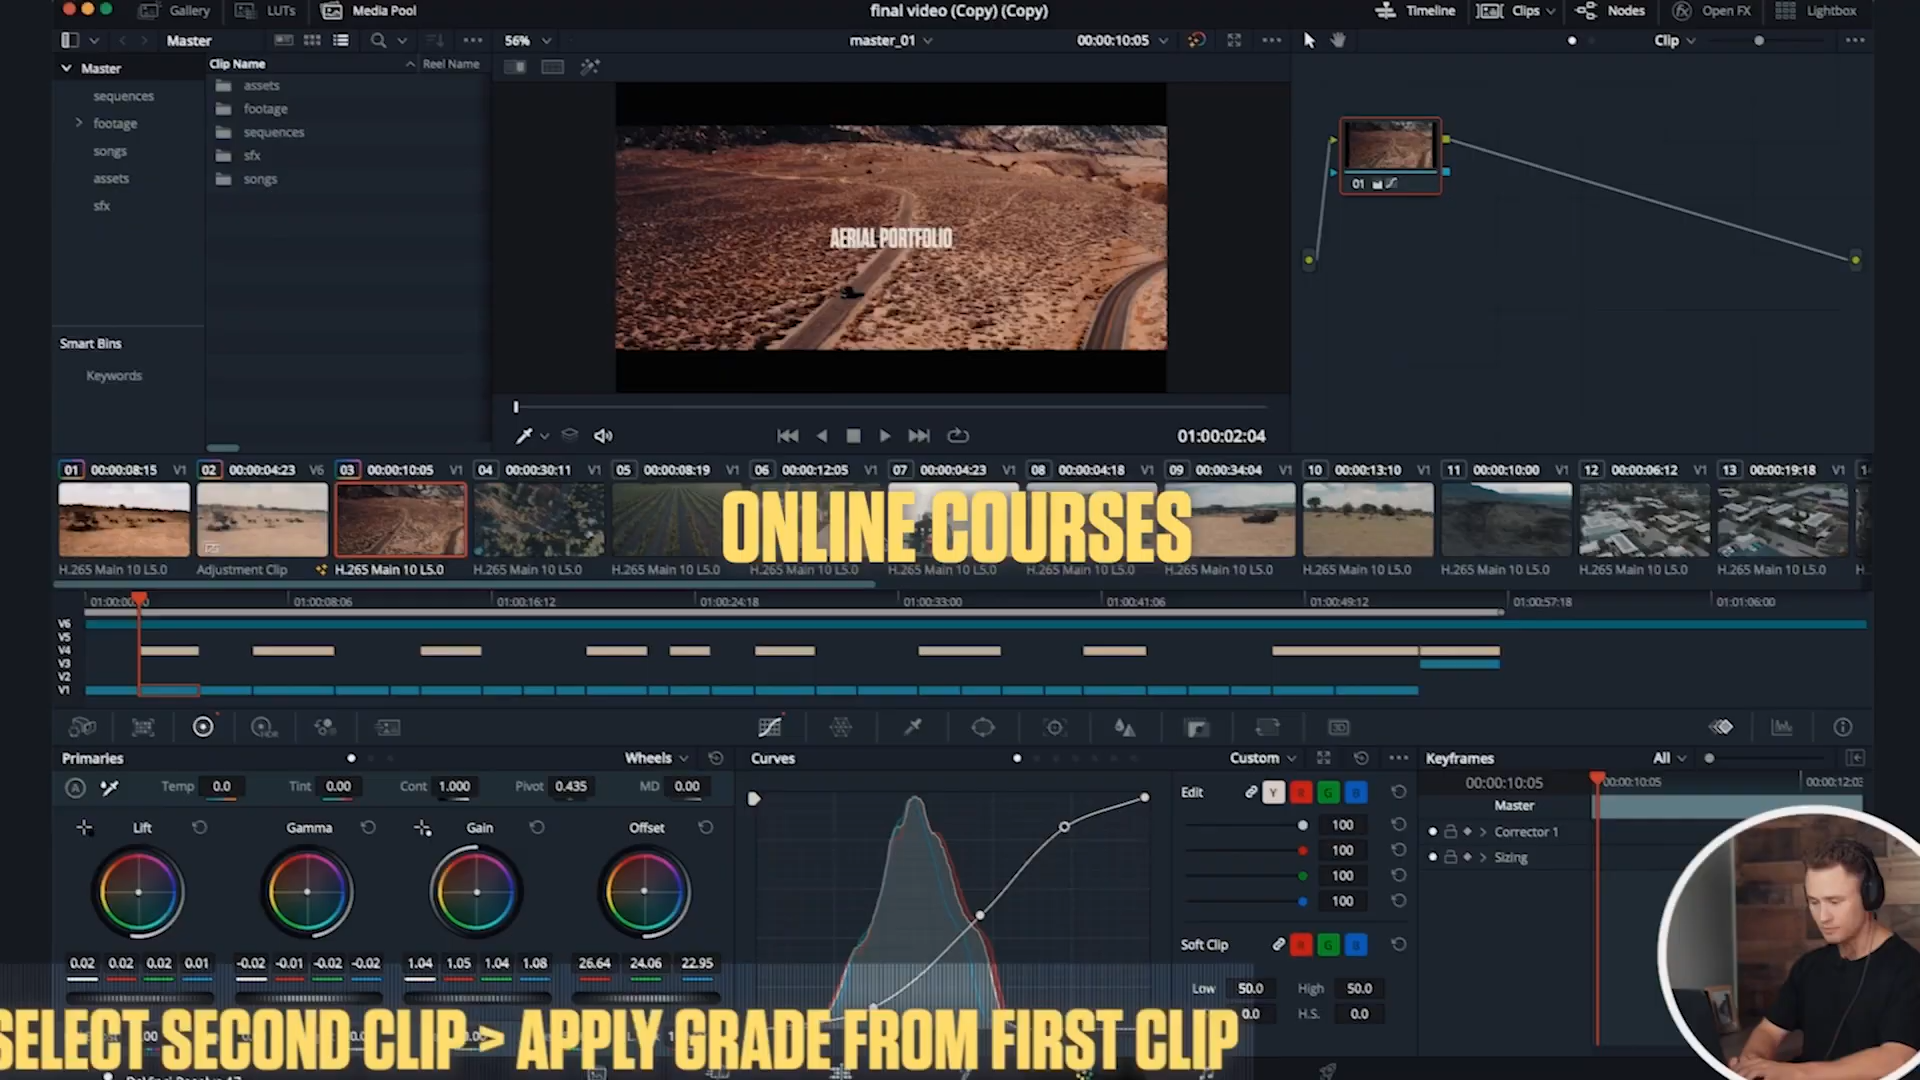 Gallery LUTs Media Pool final video (Copy) (Copy) Timeline Clips Nodes Open FX Lightbox
Master 56% master_01 00:00:10:05 Clip
Master Clip Name Reel Name
sequences assets
footage footage
songs sequences
assets sfx
sfx songs
AERIAL PORTFOLIO
01
Smart Bins
Keywords
01:00:02:04
01 00:00:08:15 V1 02 00:00:04:23 V6 03 00:00:10:05 V1 04 00:00:30:11 V1 05 00:00:08:19 V1 06 00:00:12:05 V1 07 00:00:04:23 V1 08 00:00:04:18 V1 09 00:00:34:04 V1 10 00:00:13:10 V1 11 00:00:10:00 V1 12 00:00:06:12 V1 13 00:00:19:18 V1
ONLINE COURSES
H.265 Main 10 L5.0 Adjustment Clip H.265 Main 10 L5.0 H.265 Main 10 L5.0 H.265 Main 10 L5.0 H.265 Main 10 L5.0 H.265 Main 10 L5.0 H.265 Main 10 L5.0 H.265 Main 10 L5.0 H.265 Main 10 L5.0 H.265 Main 10 L5.0 H.265 Main 10 L5.0 H.265 Main 10 L5.0
01:00:08:06 01:00:16:12 01:00:24:18 01:00:33:00 01:00:41:06 01:00:49:12 01:00:57:18 01:01:06:00
V6
V5
V4
V3
V2
V1
HDR 3D
Primaries Wheels Curves Custom Keyframes All
A Temp 0.0 Tint 0.00 Cont 1.000 Pivot 0.435 MD 0.00
Lift Gamma Gain Offset
0.02 0.02 0.02 0.01 -0.02 -0.01 -0.02 -0.02 1.04 1.05 1.04 1.08 26.64 24.06 22.95
Edit Y R G B
100
100
100
100
Soft Clip R G B
Low 50.0 High 50.0
0.0 H.S. 0.0
00:00:10:05 00:00:10:05
Master
Corrector 1
Sizing
SELECT SECOND CLIP > APPLY GRADE FROM FIRST CLIP